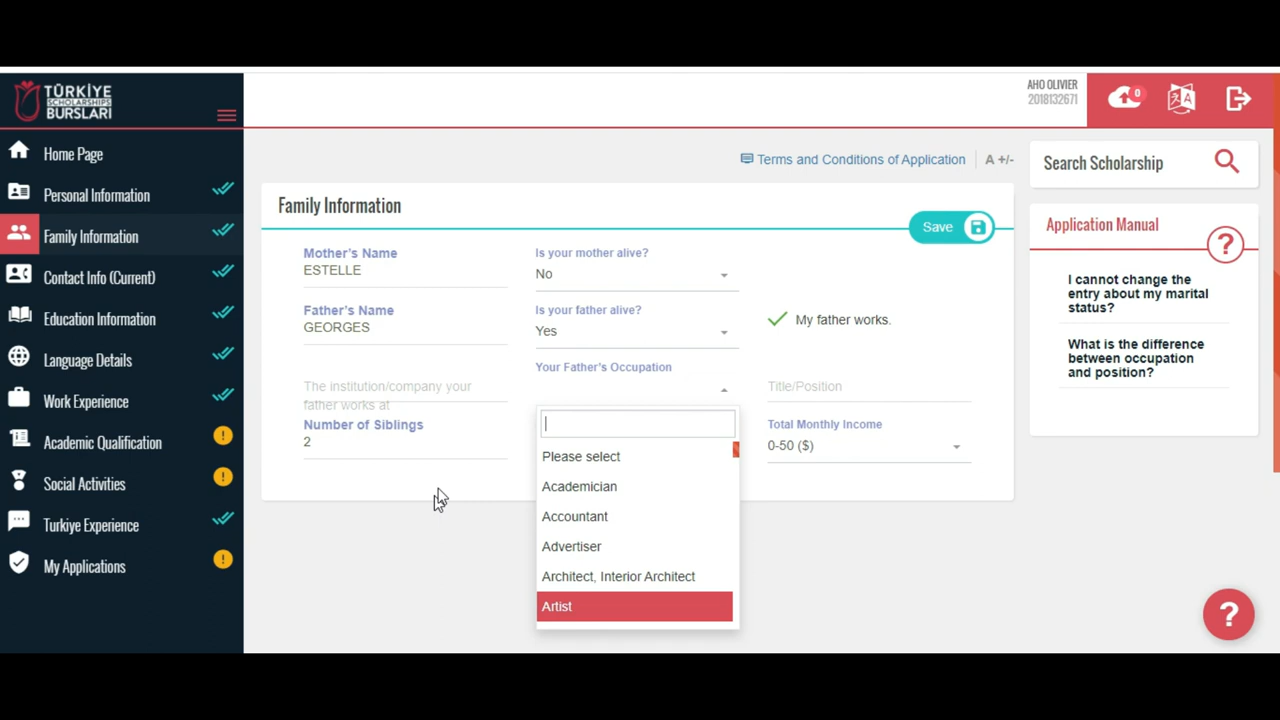 TÜRKİYE
SCHOLARSHIPS
BURSLARI
AHO OLIVIER
2018132671
0
A
Home Page
Personal Information
Family Information
Contact Info (Current)
Education Information
Language Details
Work Experience
Academic Qualification
!
Social Activities
!
Turkiye Experience
My Applications
!
Terms and Conditions of Application
A +/-
Family Information
Save
Mother's Name
ESTELLE
Is your mother alive?
No
Father's Name
GEORGES
Is your father alive?
Yes
My father works.
Your Father's Occupation
The institution/company your
father works at
Title/Position
Number of Siblings
2
Total Monthly Income
0-50 ($)
Please select
Academician
Accountant
Advertiser
Architect, Interior Architect
Artist
Search Scholarship
Application Manual
?
I cannot change the
entry about my marital
status?
What is the difference
between occupation
and position?
?